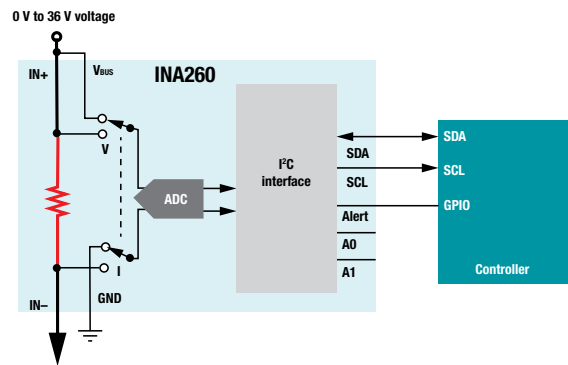 0 V to 36 V voltage
IN+
VBUS
INA260
V
ADC
I²C
interface
SDA
SCL
Alert
A0
A1
SDA
SCL
GPIO
Controller
I
GND
IN–